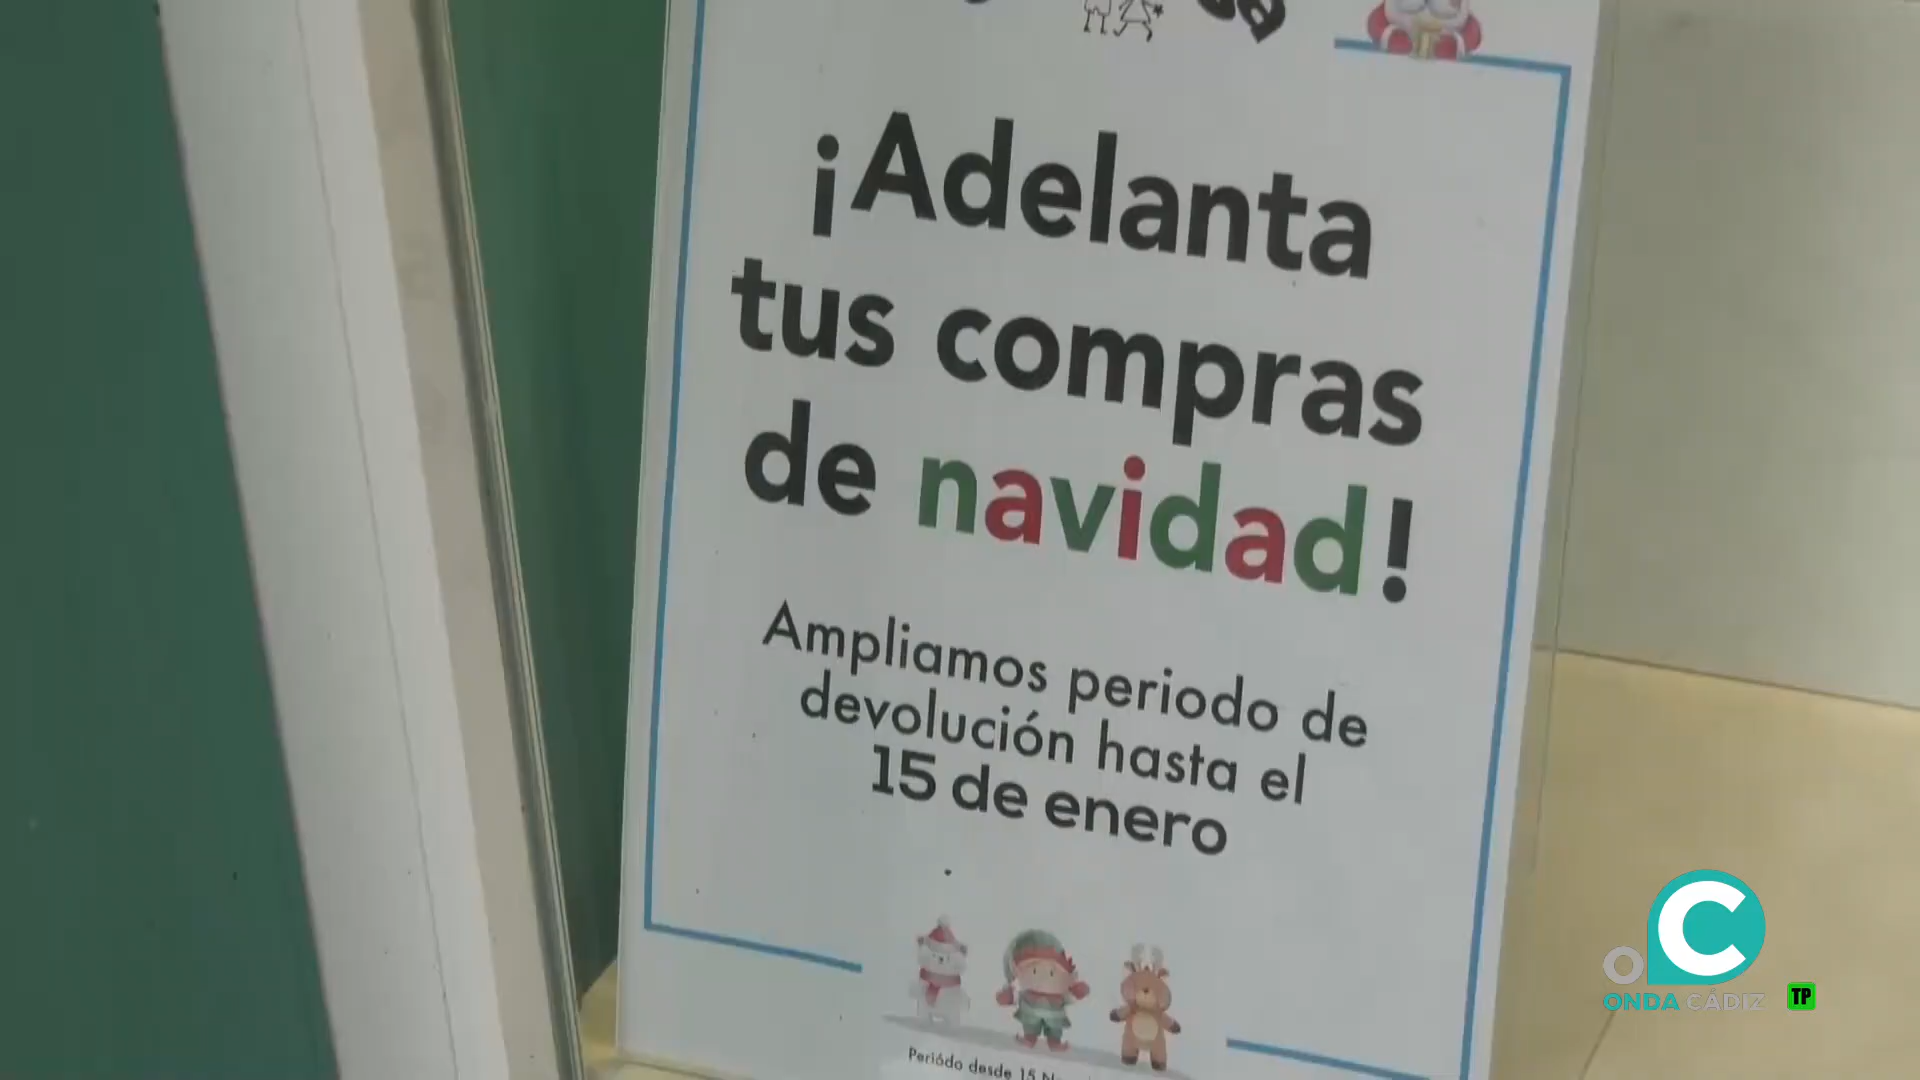 ¡Adelanta
tus compras
de navidad!
Ampliamos periodo de
devolución hasta el
15 de enero
Periódo desde 15
ONDA CÁDIZ
TP